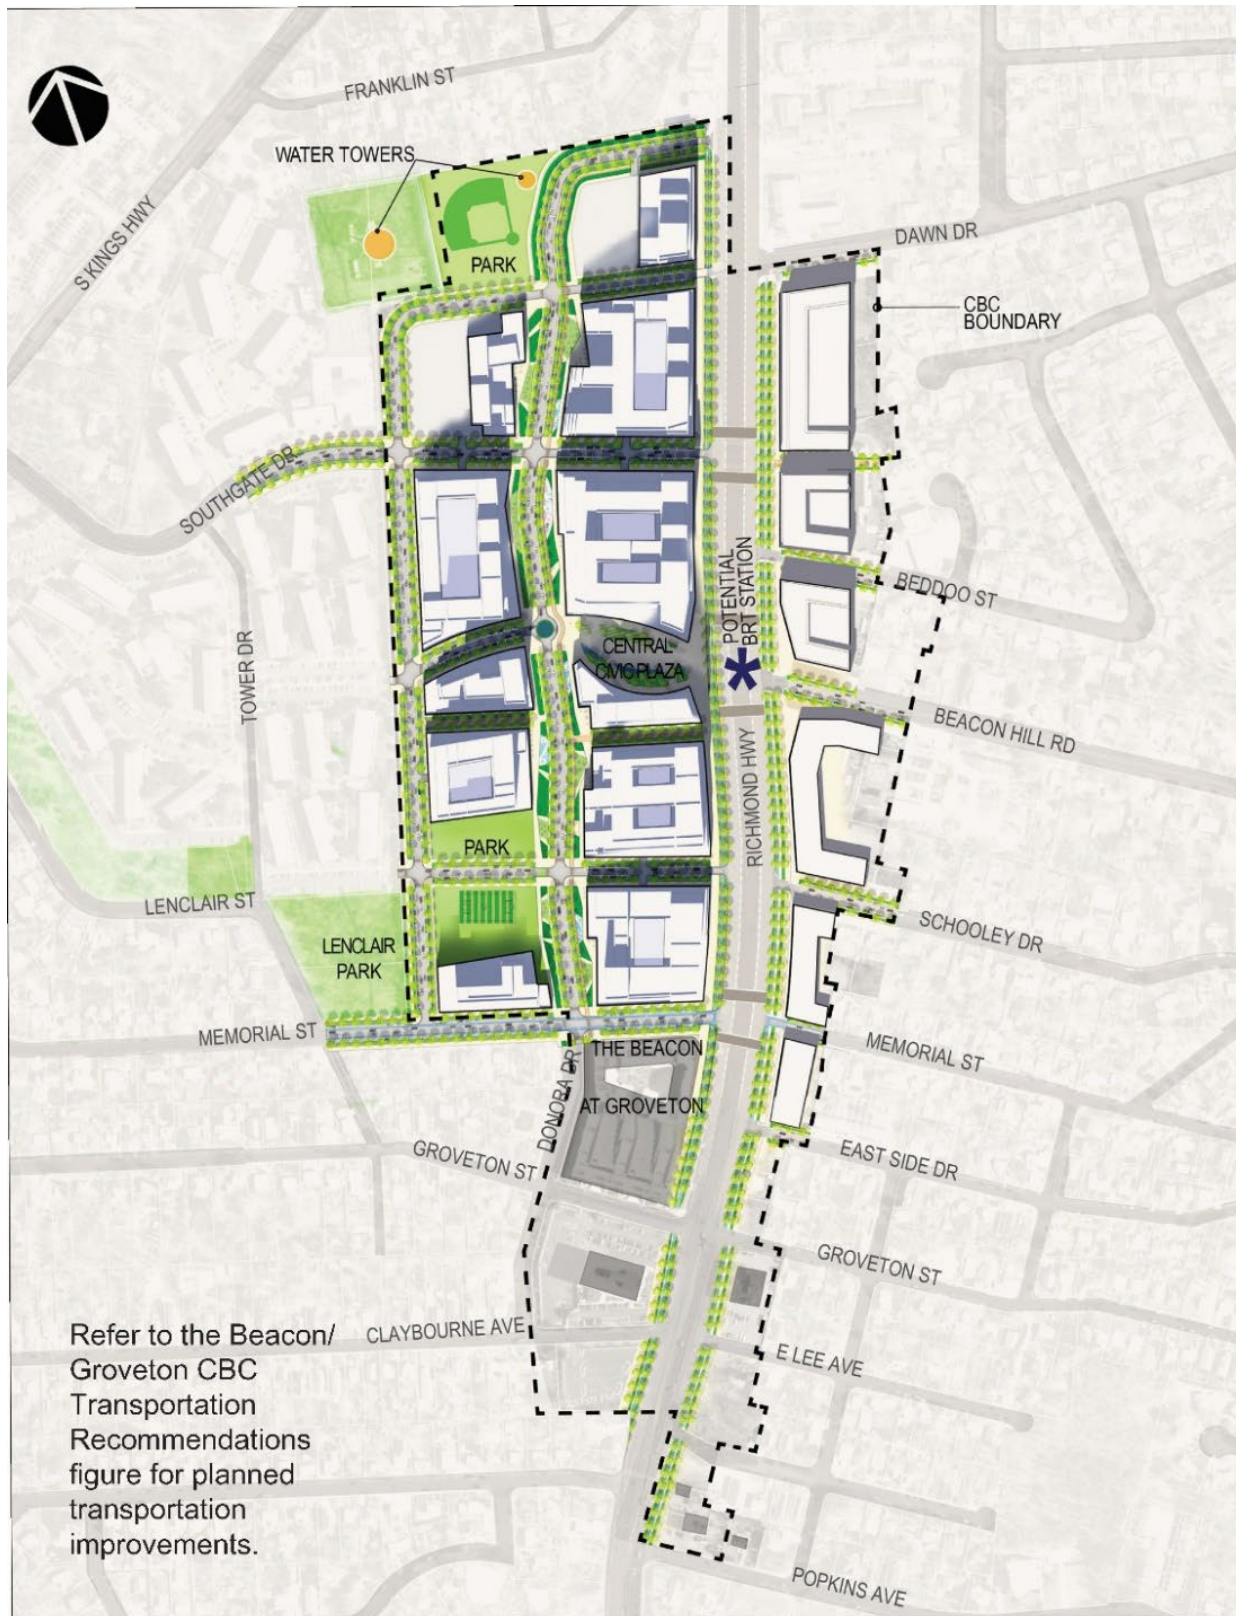 FRANKLIN ST
WATER TOWERS
S KINGS HWY
PARK
DAWN DR
CBC
BOUNDARY
SOUTHGATE DR
POTENTIAL
BRT STATION
BEDDOO ST
CENTRAL
CIVIC PLAZA
TOWER DR
BEACON HILL RD
RICHMOND HWY
PARK
LENCLAIR ST
SCHOOLEY DR
LENCLAIR
PARK
MEMORIAL ST
MEMORIAL ST
THE BEACON
AT GROVETON
DONORA DR
GROVETON ST
EAST SIDE DR
GROVETON ST
CLAYBOURNE AVE
E LEE AVE
Refer to the Beacon/
Groveton CBC
Transportation
Recommendations
figure for planned
transportation
improvements.
POPKINS AVE